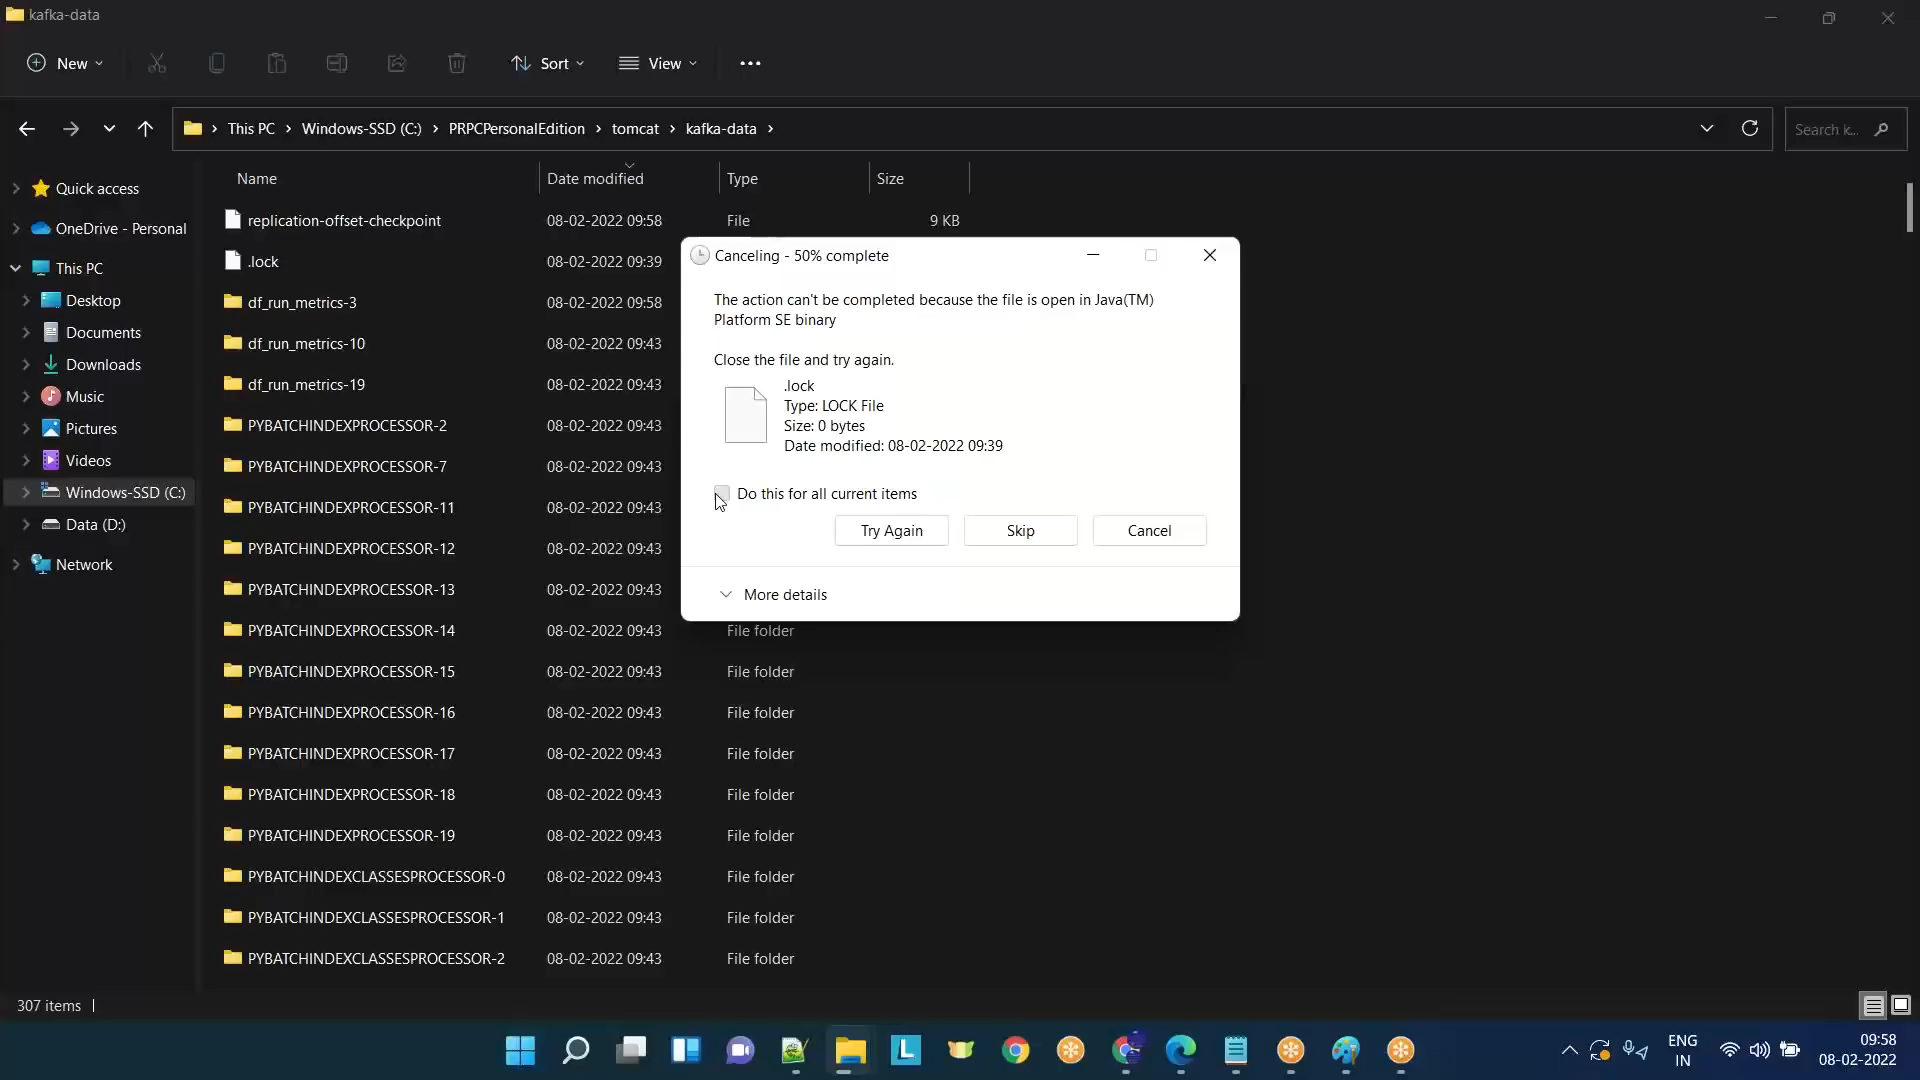 kafka-data
New
Sort
View
This PC
Windows-SSD (C:)
PRPCPersonalEdition
tomcat
kafka-data
Search k...
Name
Date modified
Type
Size
Quick access
OneDrive - Personal
This PC
Desktop
Documents
Downloads
Music
Pictures
Videos
Windows-SSD (C:)
Data (D:)
Network
replication-offset-checkpoint 08-02-2022 09:58 File 9 KB
.lock 08-02-2022 09:39
df_run_metrics-3 08-02-2022 09:58
df_run_metrics-10 08-02-2022 09:43
df_run_metrics-19 08-02-2022 09:43
PYBATCHINDEXPROCESSOR-2 08-02-2022 09:43
PYBATCHINDEXPROCESSOR-7 08-02-2022 09:43
PYBATCHINDEXPROCESSOR-11 08-02-2022 09:43
PYBATCHINDEXPROCESSOR-12 08-02-2022 09:43
PYBATCHINDEXPROCESSOR-13 08-02-2022 09:43
PYBATCHINDEXPROCESSOR-14 08-02-2022 09:43 File folder
PYBATCHINDEXPROCESSOR-15 08-02-2022 09:43 File folder
PYBATCHINDEXPROCESSOR-16 08-02-2022 09:43 File folder
PYBATCHINDEXPROCESSOR-17 08-02-2022 09:43 File folder
PYBATCHINDEXPROCESSOR-18 08-02-2022 09:43 File folder
PYBATCHINDEXPROCESSOR-19 08-02-2022 09:43 File folder
PYBATCHINDEXCLASSESPROCESSOR-0 08-02-2022 09:43 File folder
PYBATCHINDEXCLASSESPROCESSOR-1 08-02-2022 09:43 File folder
PYBATCHINDEXCLASSESPROCESSOR-2 08-02-2022 09:43 File folder
Canceling - 50% complete
The action can't be completed because the file is open in Java(TM)
Platform SE binary
Close the file and try again.
.lock
Type: LOCK File
Size: 0 bytes
Date modified: 08-02-2022 09:39
Do this for all current items
Try Again
Skip
Cancel
More details
307 items
L
ENG
IN
09:58
08-02-2022